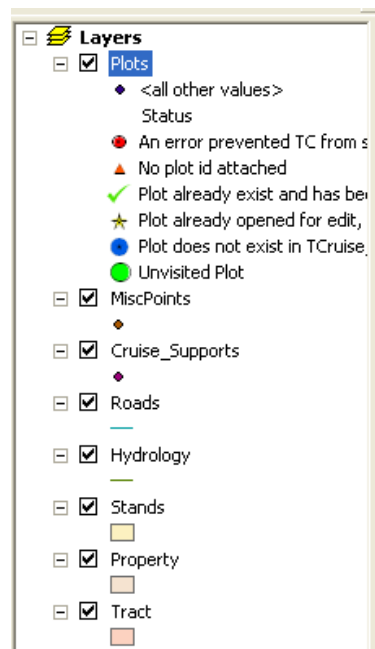 Layers
Plots
<all other values>
Status
An error prevented TC from s
No plot id attached
Plot already exist and has be
Plot already opened for edit,
Plot does not exist in TCruise_
Unvisited Plot
MiscPoints
Cruise_Supports
Roads
Hydrology
Stands
Property
Tract